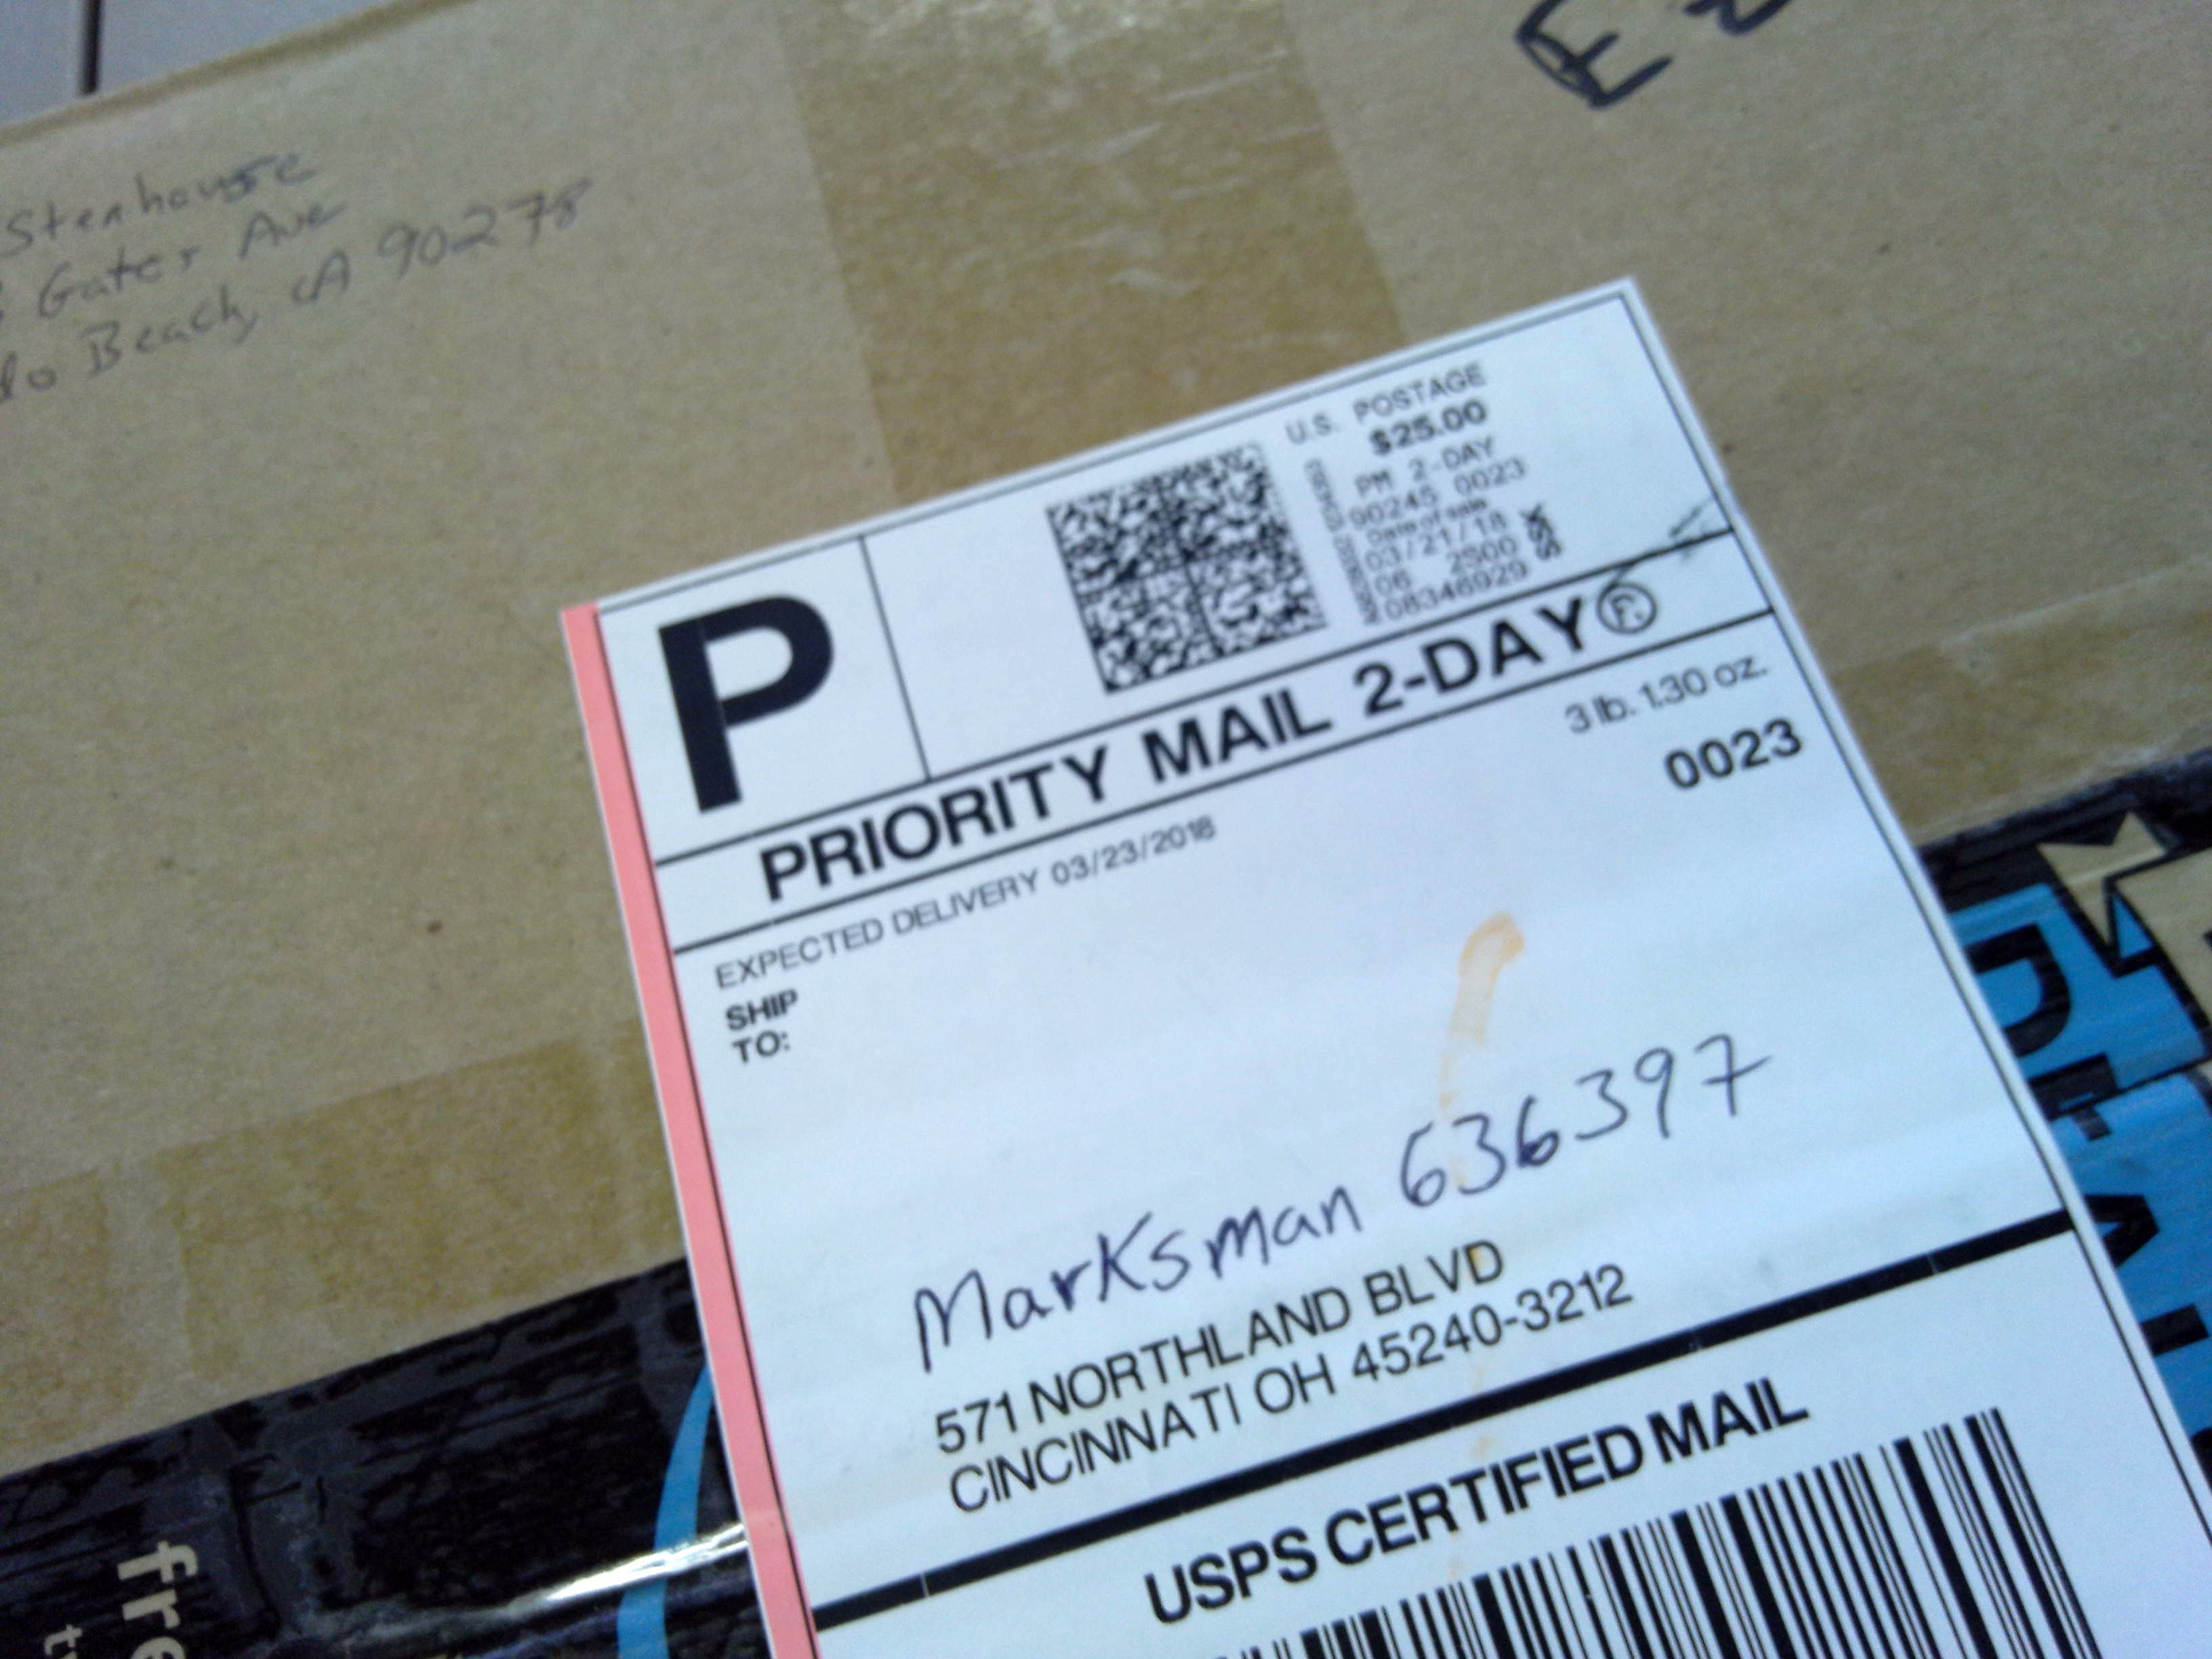 Stenhouse
Gater Ave
Beach, CA 90278
U.S. POSTAGE
$25.00
PM 2-DAY
90245 0023
Date of sale
03/21/18
06 2500
08346929
SSK
P
PRIORITY MAIL 2-DAY®
3 lb. 1.30 oz.
0023
EXPECTED DELIVERY 03/23/2018
SHIP
TO:
Marksman 636397
571 NORTHLAND BLVD
CINCINNATI OH 45240-3212
USPS CERTIFIED MAIL